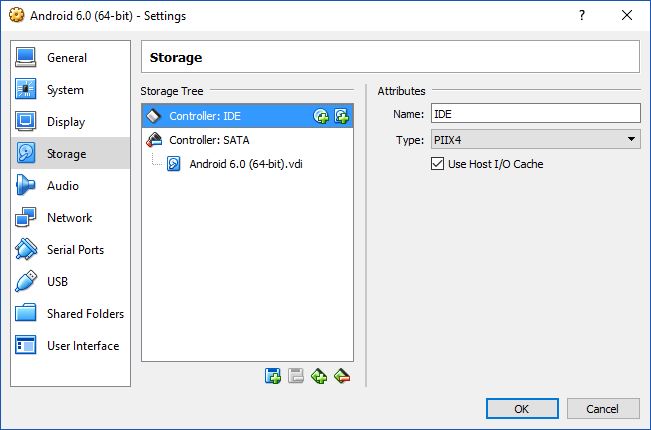 Android 6.0 (64-bit) - Settings
?
General
System
Display
Storage
Audio
Network
Serial Ports
USB
Shared Folders
User Interface
Storage
Storage Tree
Controller: IDE
Controller: SATA
Android 6.0 (64-bit).vdi
Attributes
Name: IDE
Type: PIIX4
Use Host I/O Cache
OK Cancel